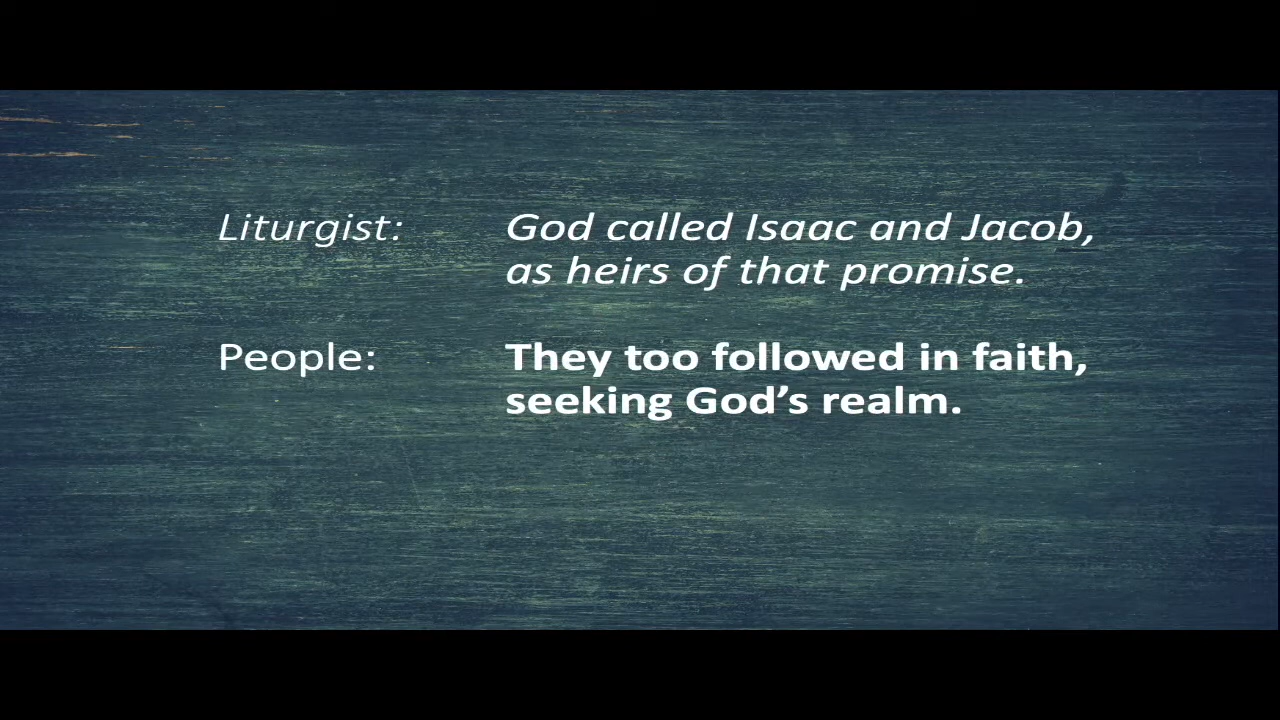 Liturgist: God called Isaac and Jacob,
as heirs of that promise.
People: They too followed in faith,
seeking God’s realm.